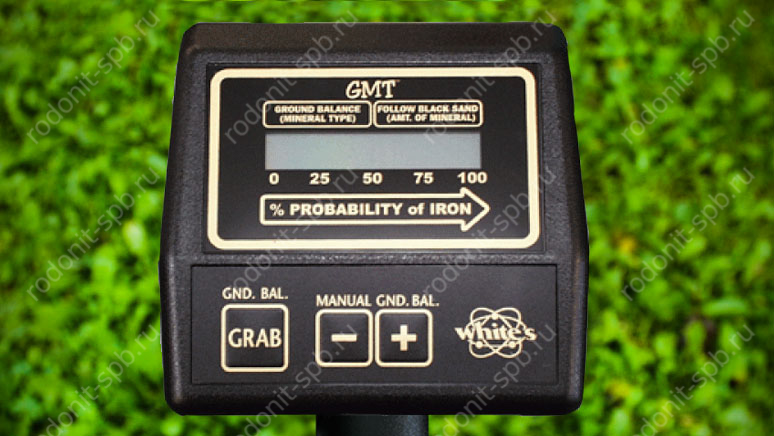 GMT™
GROUND BALANCE FOLLOW BLACK SAND
(MINERAL TYPE) (AMT. OF MINERAL)
0 25 50 75 100
% PROBABILITY of IRON
GND. BAL. MANUAL GND. BAL.
GRAB - +
white's
rodonit-spb.ru